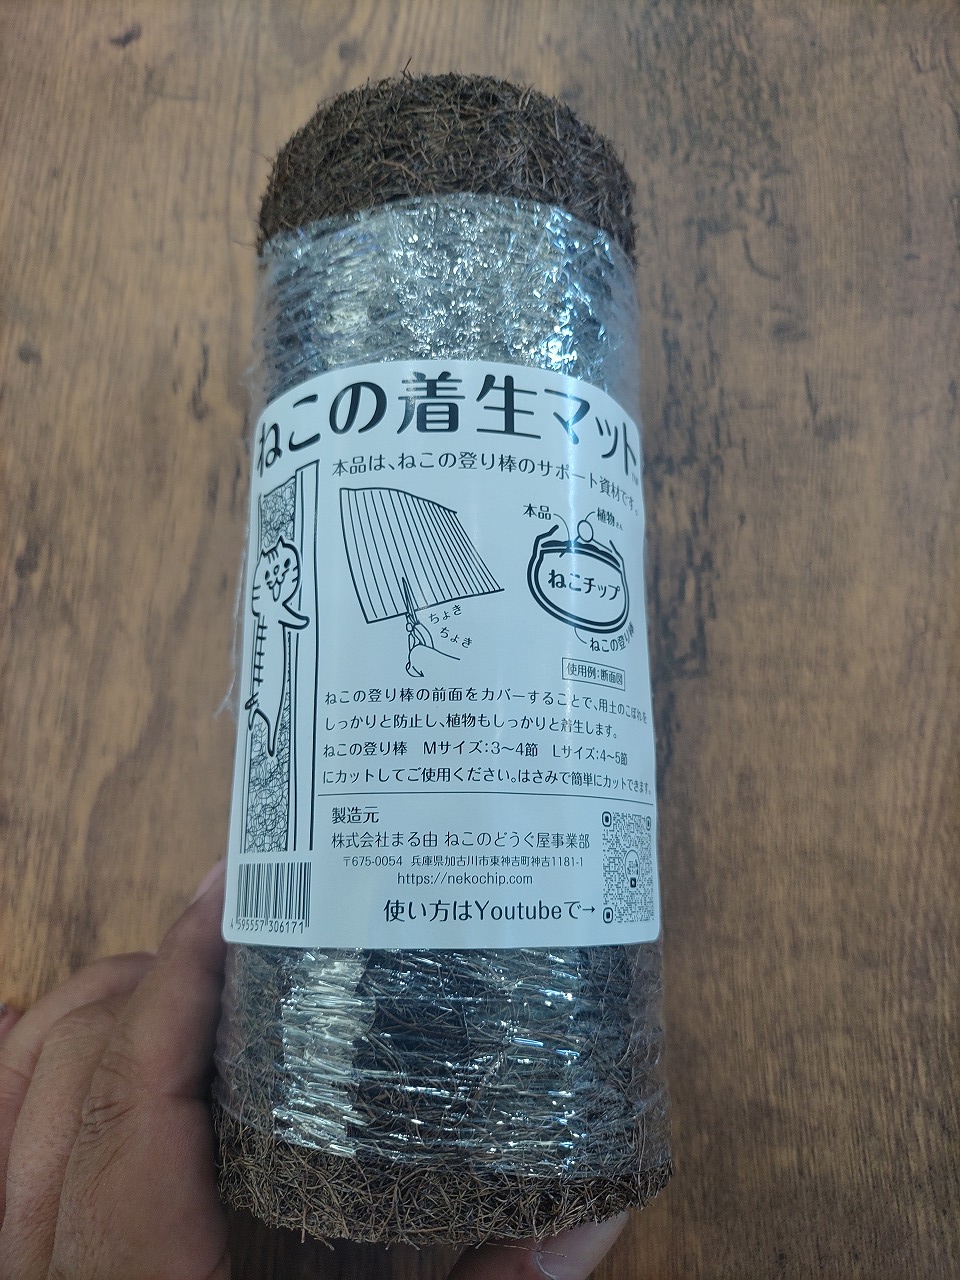 ねこの着生マット
本品は、ねこの登り棒のサポート資材です。
本品
植物さん
ねこチップ
ねこの登り棒
ちょき
ちょき
使用例:断面図
ねこの登り棒の前面をカバーすることで、用土のこぼれを
しっかりと防止し、植物もしっかりと着生します。
ねこの登り棒 Mサイズ:3〜4節 Lサイズ:4〜5節
にカットしてご使用ください。はさみで簡単にカットできます。
製造元
株式会社まる由 ねこのどうぐ屋事業部
〒675-0054 兵庫県加古川市東神吉町神吉1181-1
https://nekochip.com
使い方はYoutubeで→
4 595557 306171